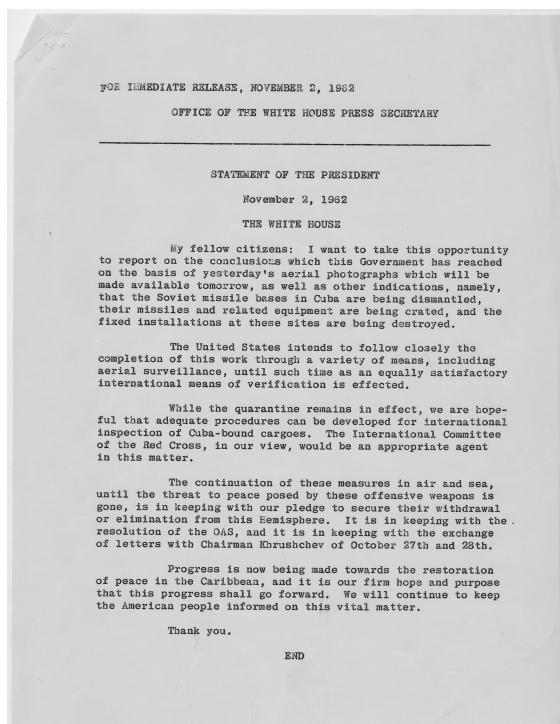 FOR IMMEDIATE RELEASE, NOVEMBER 2, 1962
OFFICE OF THE WHITE HOUSE PRESS SECRETARY
STATEMENT OF THE PRESIDENT
November 2, 1962
THE WHITE HOUSE
My fellow citizens: I want to take this opportunity
to report on the conclusions which this Government has reached
on the basis of yesterday's aerial photographs which will be
made available tomorrow, as well as other indications, namely,
that the Soviet missile bases in Cuba are being dismantled,
their missiles and related equipment are being crated, and the
fixed installations at these sites are being destroyed.
The United States intends to follow closely the
completion of this work through a variety of means, including
aerial surveillance, until such time as an equally satisfactory
international means of verification is effected.
While the quarantine remains in effect, we are hope-
ful that adequate procedures can be developed for international
inspection of Cuba-bound cargoes. The International Committee
of the Red Cross, in our view, would be an appropriate agent
in this matter.
The continuation of these measures in air and sea,
until the threat to peace posed by these offensive weapons is
gone, is in keeping with our pledge to secure their withdrawal
or elimination from this Hemisphere. It is in keeping with the
resolution of the OAS, and it is in keeping with the exchange
of letters with Chairman Khrushchev of October 27th and 28th.
Progress is now being made towards the restoration
of peace in the Caribbean, and it is our firm hope and purpose
that this progress shall go forward. We will continue to keep
the American people informed on this vital matter.
Thank you.
END